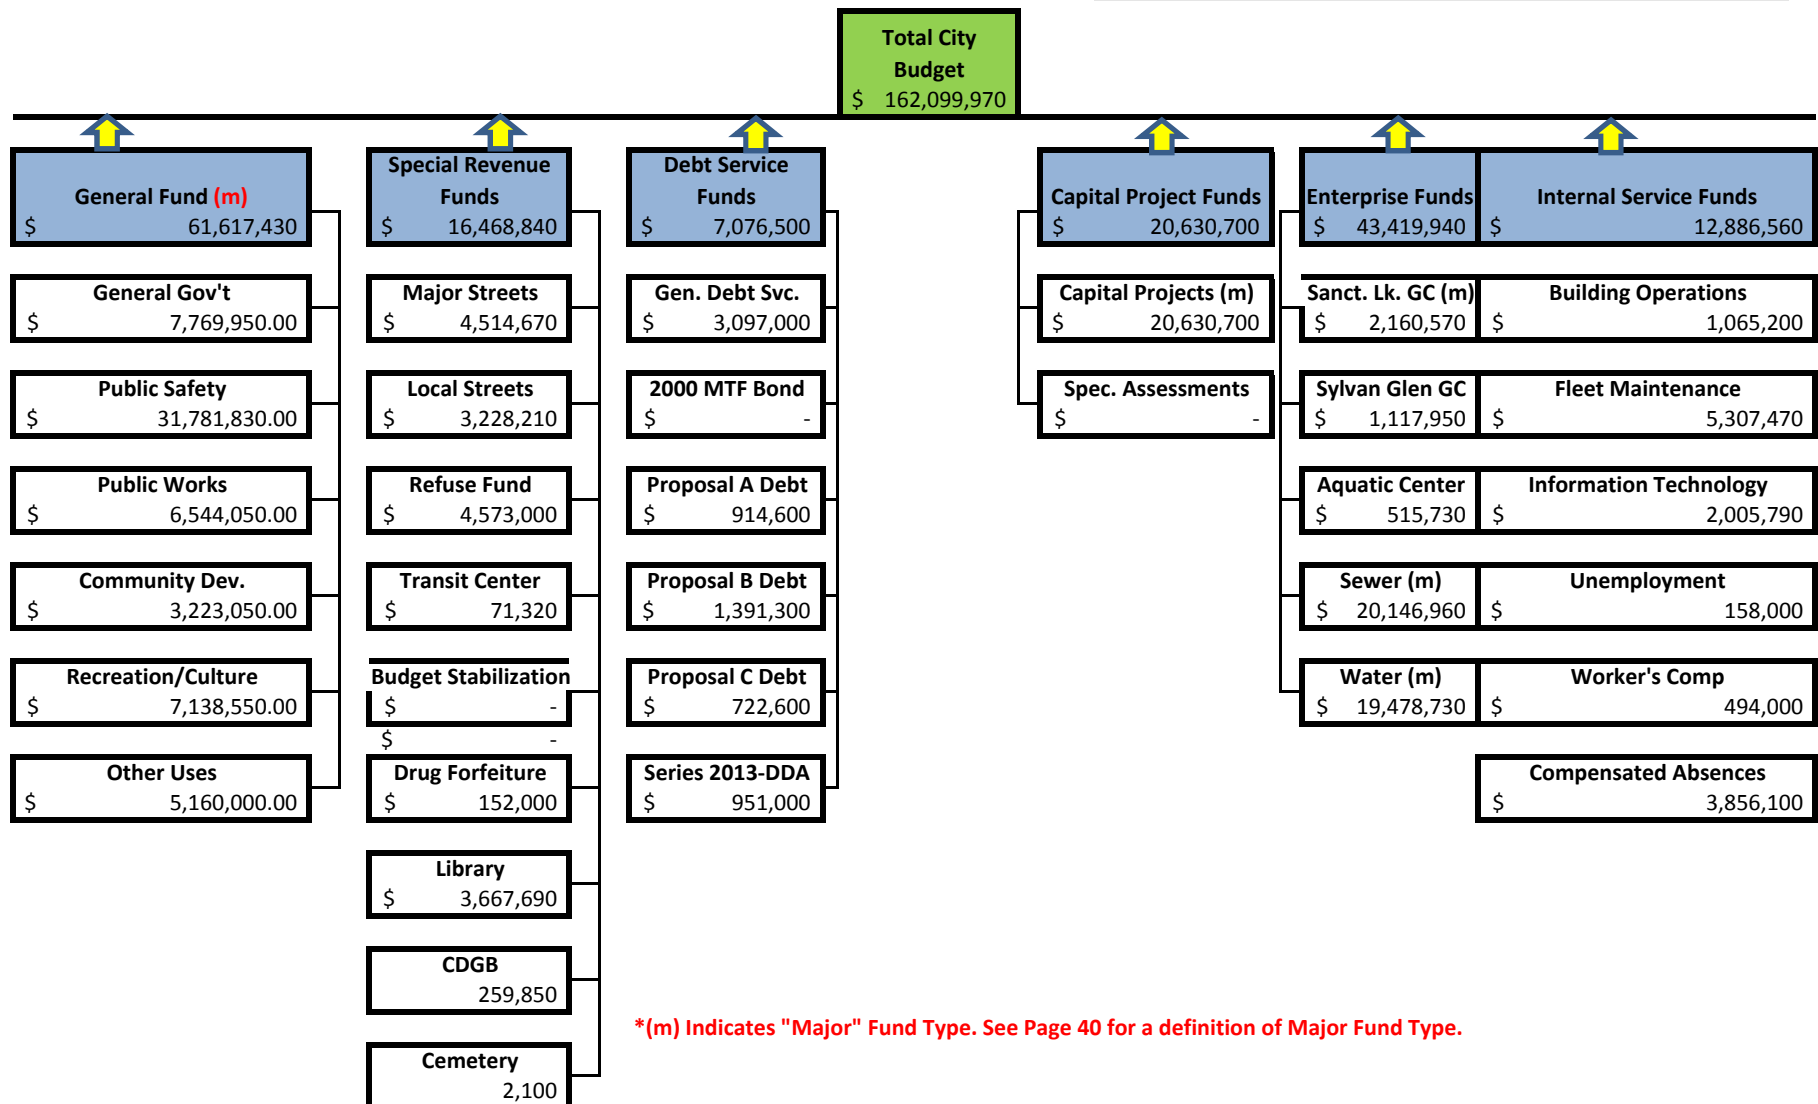 Total City
Budget
$ 162,099,970
General Fund (m)
$ 61,617,430
General Gov't
$ 7,769,950.00
Public Safety
$ 31,781,830.00
Public Works
$ 6,544,050.00
Community Dev.
$ 3,223,050.00
Recreation/Culture
$ 7,138,550.00
Other Uses
$ 5,160,000.00
Special Revenue
Funds
$ 16,468,840
Major Streets
$ 4,514,670
Local Streets
$ 3,228,210
Refuse Fund
$ 4,573,000
Transit Center
$ 71,320
Budget Stabilization
$ -
$ -
Drug Forfeiture
$ 152,000
Library
$ 3,667,690
CDGB
259,850
Cemetery
2,100
Debt Service
Funds
$ 7,076,500
Gen. Debt Svc.
$ 3,097,000
2000 MTF Bond
$ -
Proposal A Debt
$ 914,600
Proposal B Debt
$ 1,391,300
Proposal C Debt
$ 722,600
Series 2013-DDA
$ 951,000
Capital Project Funds
$ 20,630,700
Capital Projects (m)
$ 20,630,700
Spec. Assessments
$ -
Enterprise Funds
$ 43,419,940
Sanct. Lk. GC (m)
$ 2,160,570
Sylvan Glen GC
$ 1,117,950
Aquatic Center
$ 515,730
Sewer (m)
$ 20,146,960
Water (m)
$ 19,478,730
Internal Service Funds
$ 12,886,560
Building Operations
$ 1,065,200
Fleet Maintenance
$ 5,307,470
Information Technology
$ 2,005,790
Unemployment
$ 158,000
Worker's Comp
$ 494,000
Compensated Absences
$ 3,856,100
*(m) Indicates "Major" Fund Type. See Page 40 for a definition of Major Fund Type.